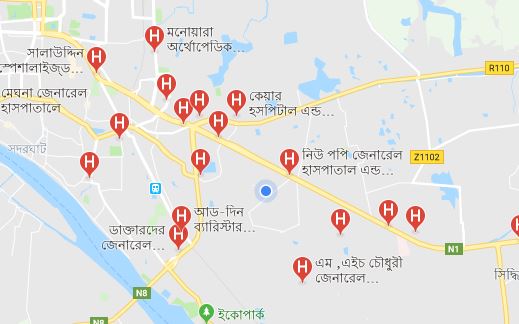 মনোয়ারা
অর্থোপেডিক...
সালাউদ্দিন
স্পেশালাইজড...
R110
মেঘনা জেনারেল
হাসপাতালে
কেয়ার
হসপিটাল এন্ড...
সদরঘাট
নিউ পপি জেনারেল
হাসপাতাল এন্ড...
Z1102
আড-দিন
ব্যারিস্টার...
ডাক্তারদের
জেনারেল...
N1
এম ,এইচ চৌধুরী
জেনারেল...
সিদ্ধি
N8
ইকোপার্ক
N8